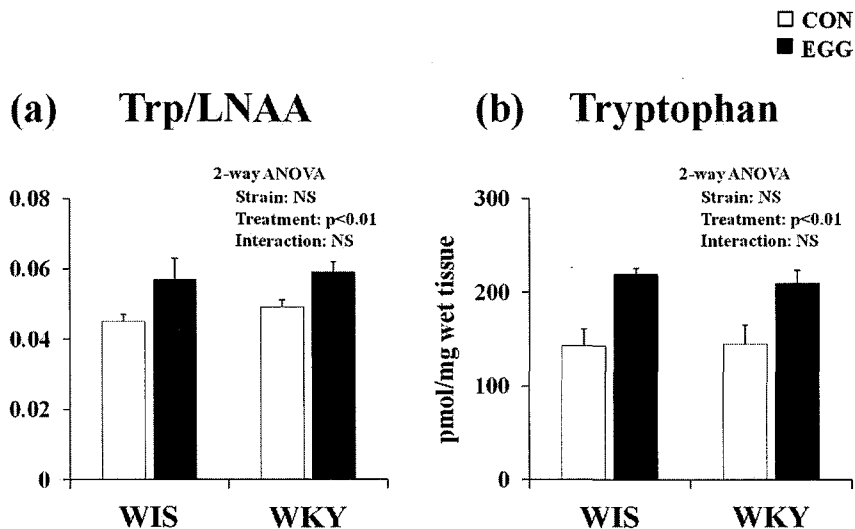 CON
EGG
(a) Trp/LNAA
2-way ANOVA
Strain: NS
Treatment: p<0.01
Interaction: NS
0.08
0.06
0.04
0.02
0
WIS WKY
(b) Tryptophan
2-way ANOVA
Strain: NS
Treatment: p<0.01
Interaction: NS
pmol/mg wet tissue
300
200
100
0
WIS WKY